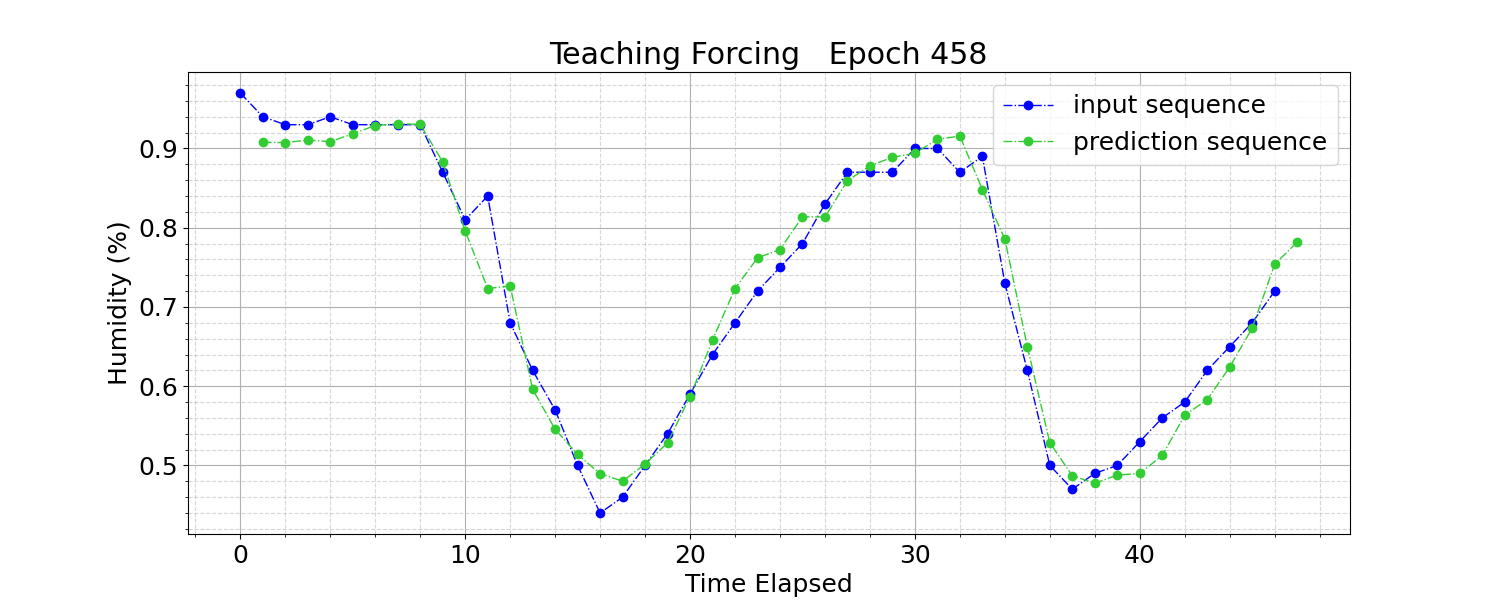 Teaching Forcing   Epoch 458
input sequence
prediction sequence
Humidity (%)
0.9
0.8
0.7
0.6
0.5
0 10 20 30 40
Time Elapsed